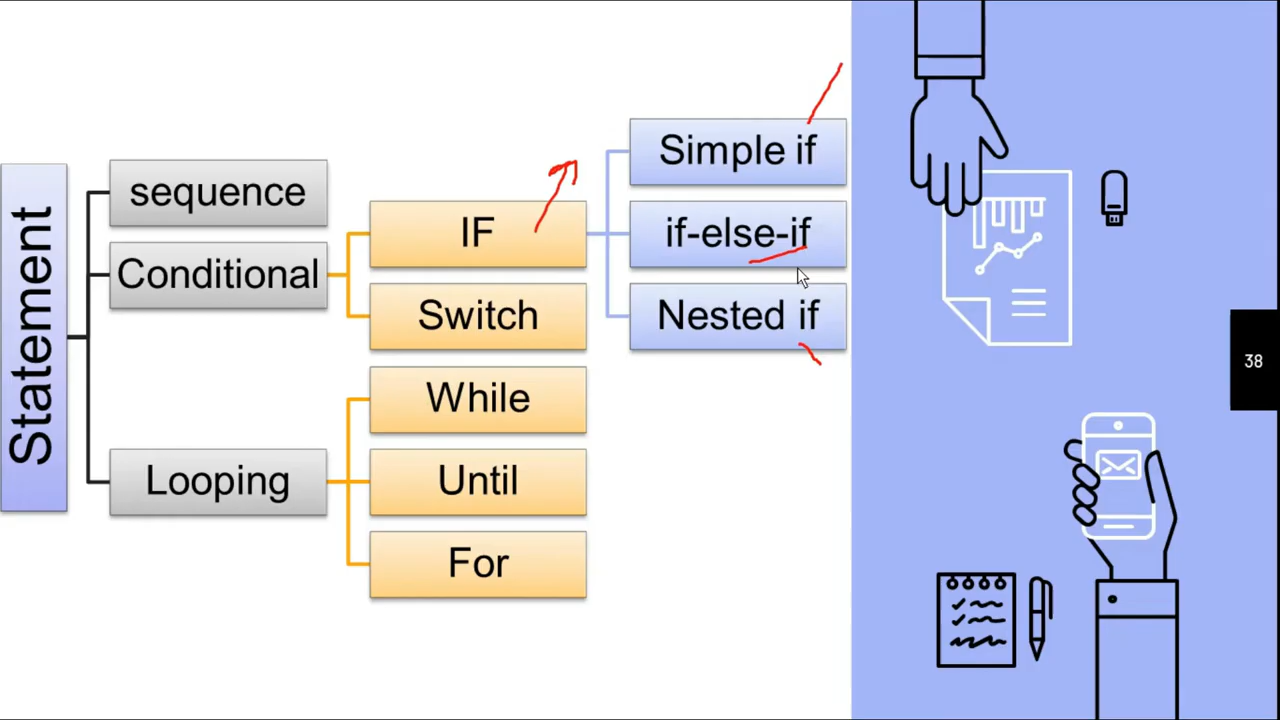 Statement
sequence
Conditional
Looping
IF
Switch
While
Until
For
Simple if
if-else-if
Nested if
38